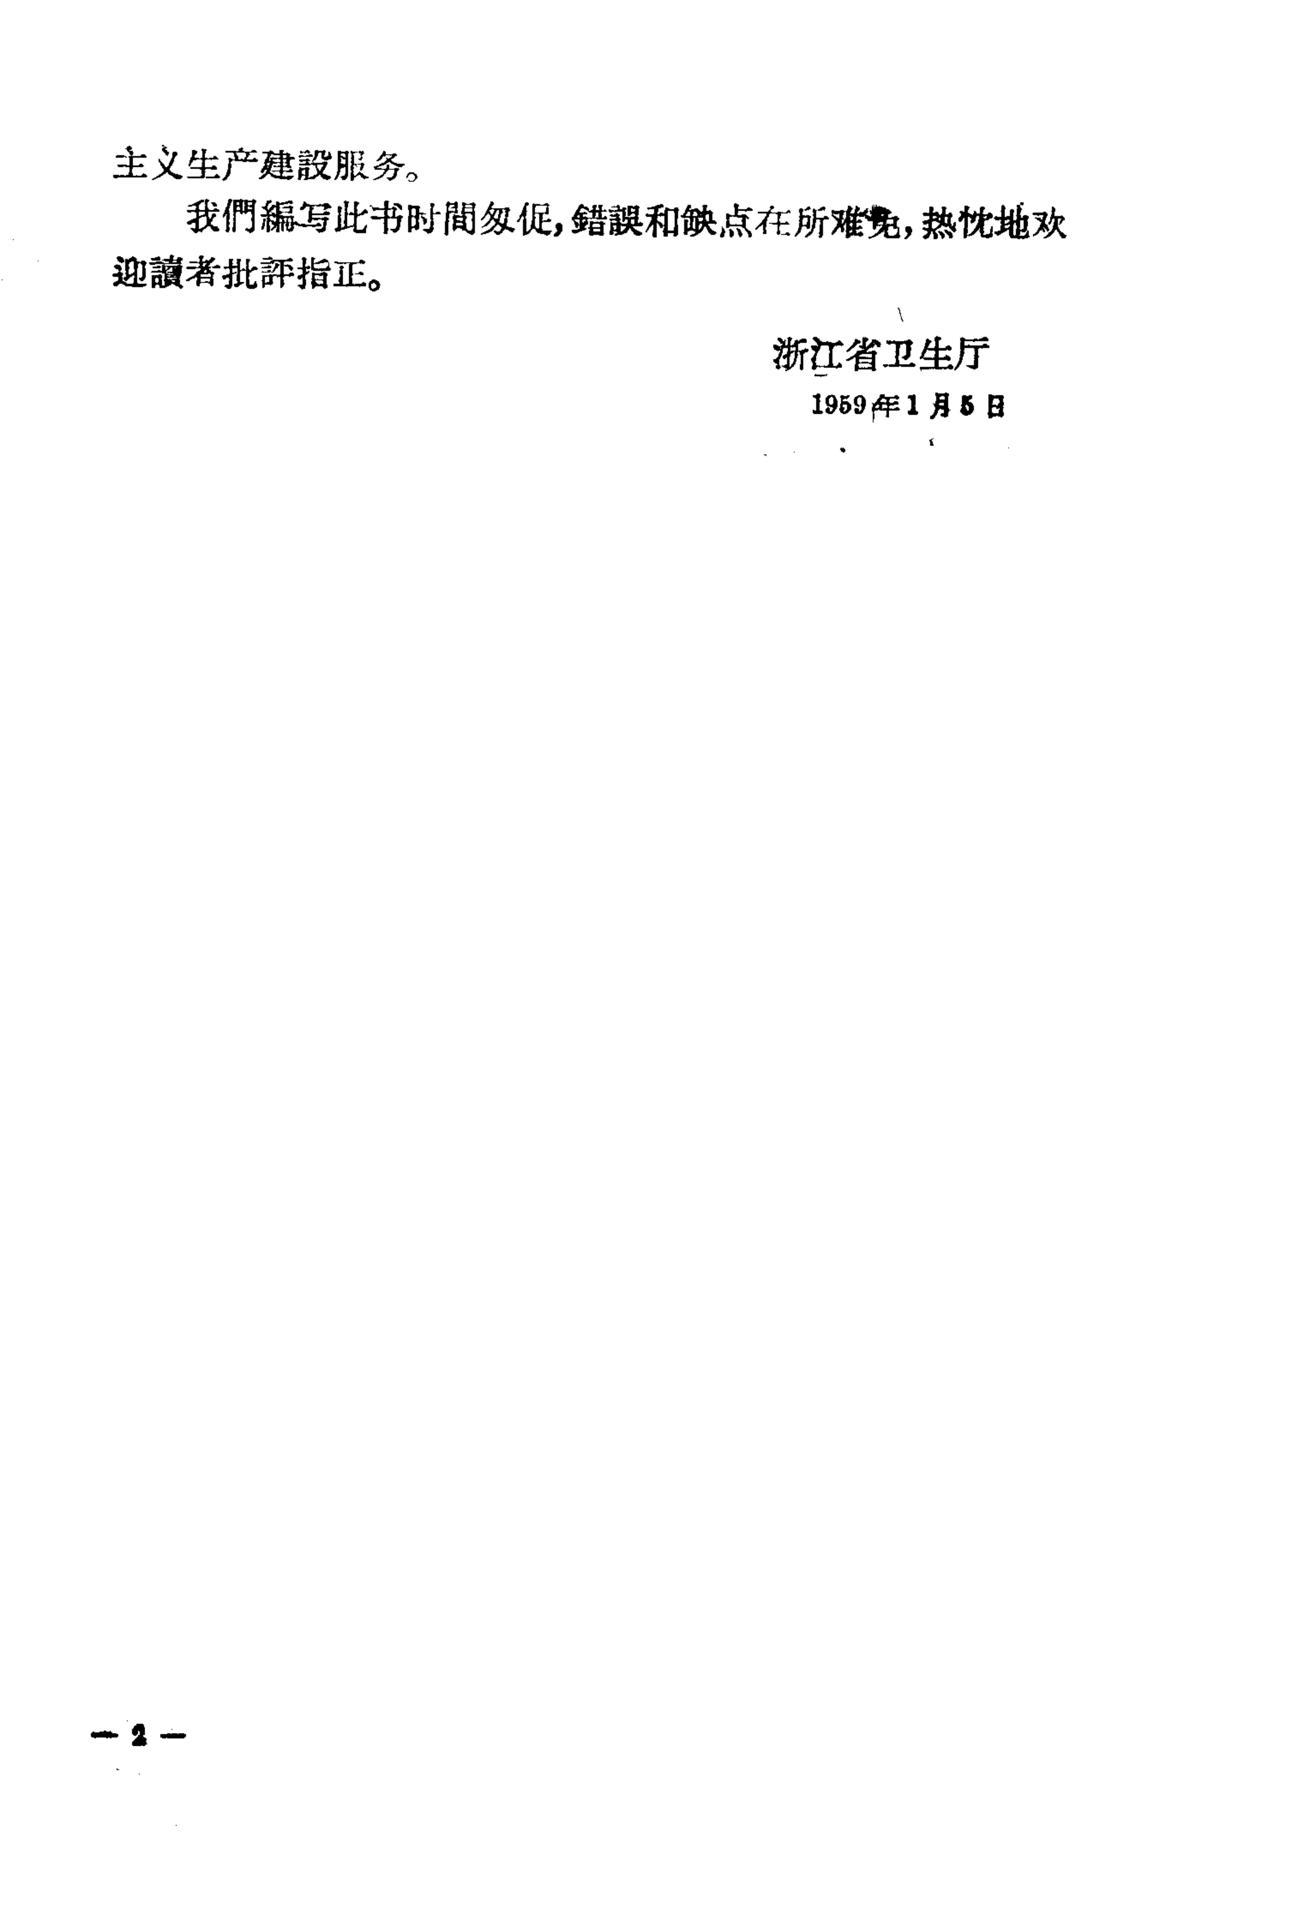 主义生产建設服务。
我們編写此书时間匆促,錯誤和缺点在所难免,热忱地欢
迎讀者批評指正。
浙江省卫生厅
1959年1月5日
— 2 —